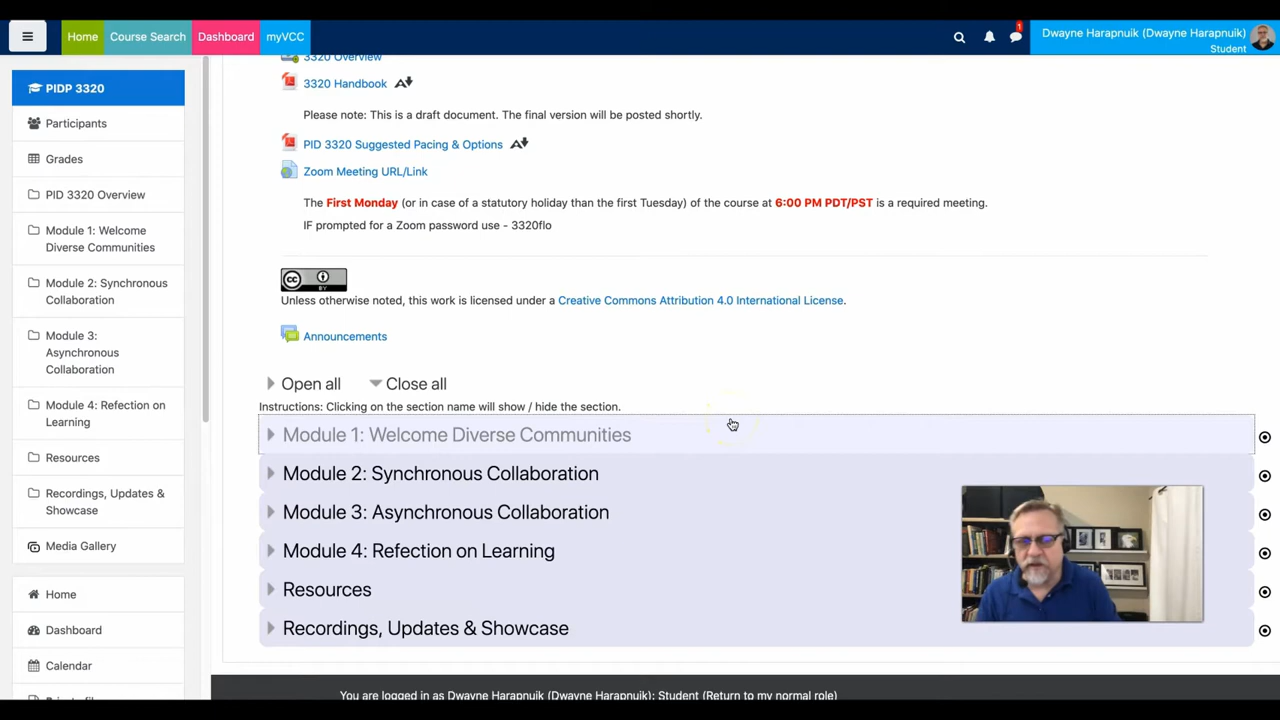 Home
Course Search
Dashboard
myVCC
1
Dwayne Harapnuik (Dwayne Harapnuik)
Student
PIDP 3320
Participants
Grades
PID 3320 Overview
Module 1: Welcome
Diverse Communities
Module 2: Synchronous
Collaboration
Module 3:
Asynchronous
Collaboration
Module 4: Refection on
Learning
Resources
Recordings, Updates &
Showcase
Media Gallery
Home
Dashboard
Calendar
3320 Overview
3320 Handbook
Please note: This is a draft document. The final version will be posted shortly.
PID 3320 Suggested Pacing & Options
Zoom Meeting URL/Link
The First Monday (or in case of a statutory holiday than the first Tuesday) of the course at 6:00 PM PDT/PST is a required meeting.
IF prompted for a Zoom password use - 3320flo
CC BY
Unless otherwise noted, this work is licensed under a Creative Commons Attribution 4.0 International License.
Announcements
Open all
Close all
Instructions: Clicking on the section name will show / hide the section.
Module 1: Welcome Diverse Communities
Module 2: Synchronous Collaboration
Module 3: Asynchronous Collaboration
Module 4: Refection on Learning
Resources
Recordings, Updates & Showcase
You are logged in as Dwayne Harapnuik (Dwayne Harapnuik): Student (Return to my normal role)